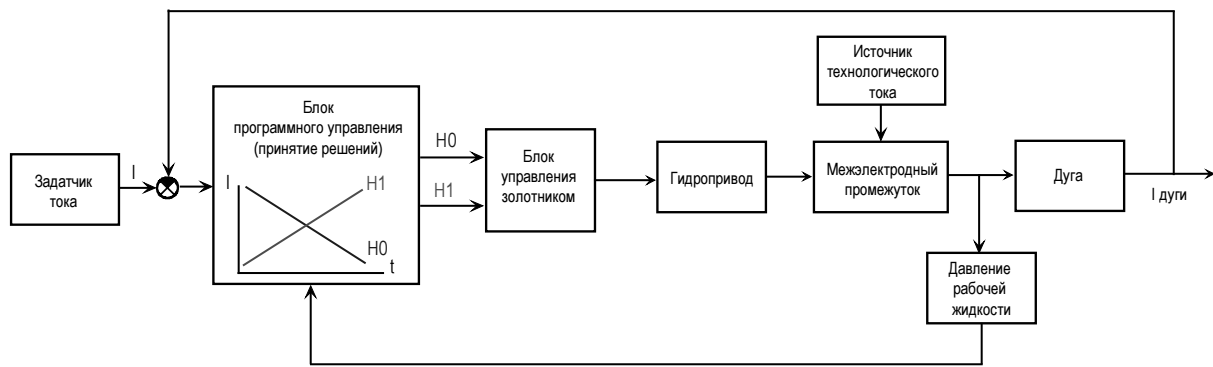 Источник
технологического
тока
Блок
программного управления
(принятие решений)
I
H1
H0
t
Задатчик
тока
I
H0
H1
Блок
управления
золотником
Гидропривод
Межэлектродный
промежуток
Дуга
I дуги
Давление
рабочей
жидкости